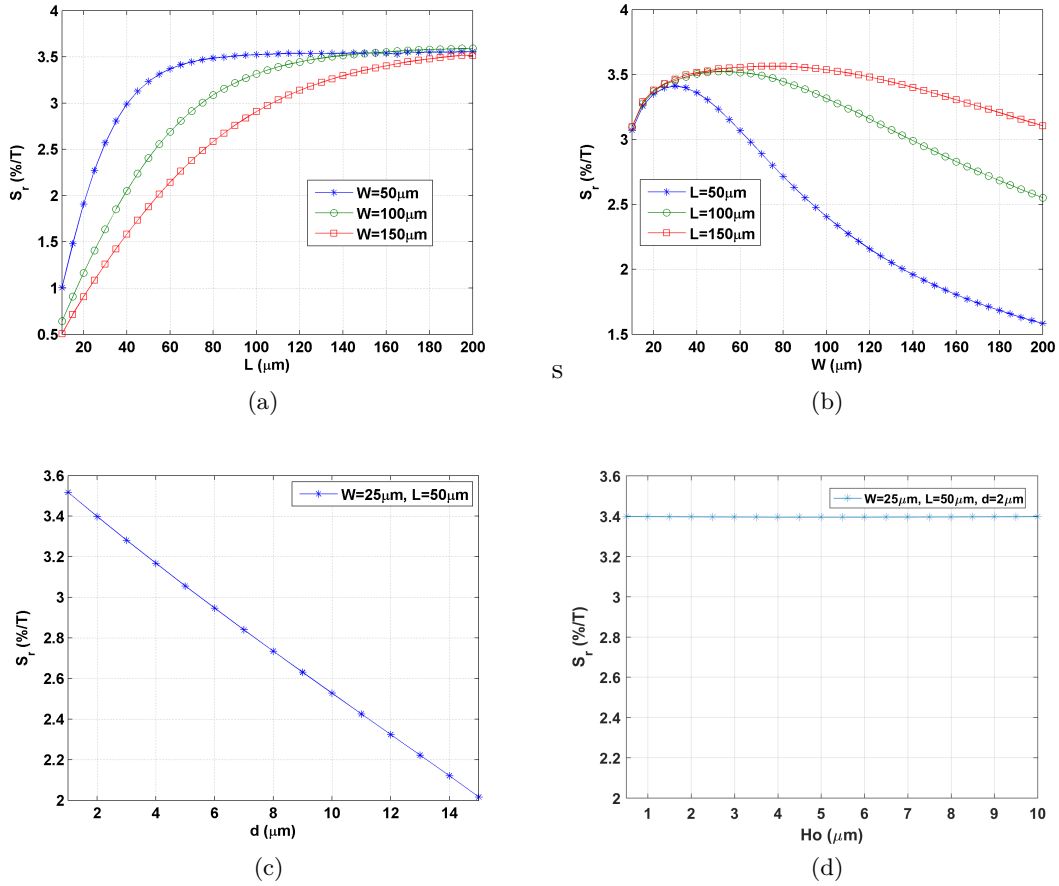 4
3.5
3
2.5
2
1.5
1
0.5
S_r (%/T)
20 40 60 80 100 120 140 160 180 200
L (μm)
W=50μm
W=100μm
W=150μm
(a)
s
4
3.5
3
2.5
2
1.5
S_r (%/T)
20 40 60 80 100 120 140 160 180 200
W (μm)
L=50μm
L=100μm
L=150μm
(b)
3.6
3.4
3.2
3
2.8
2.6
2.4
2.2
2
S_r (%/T)
2 4 6 8 10 12 14
d (μm)
W=25μm, L=50μm
(c)
3.6
3.4
3.2
3
2.8
2.6
2.4
2.2
2
S_r (%/T)
1 2 3 4 5 6 7 8 9 10
Ho (μm)
W=25μm, L=50μm, d=2μm
(d)